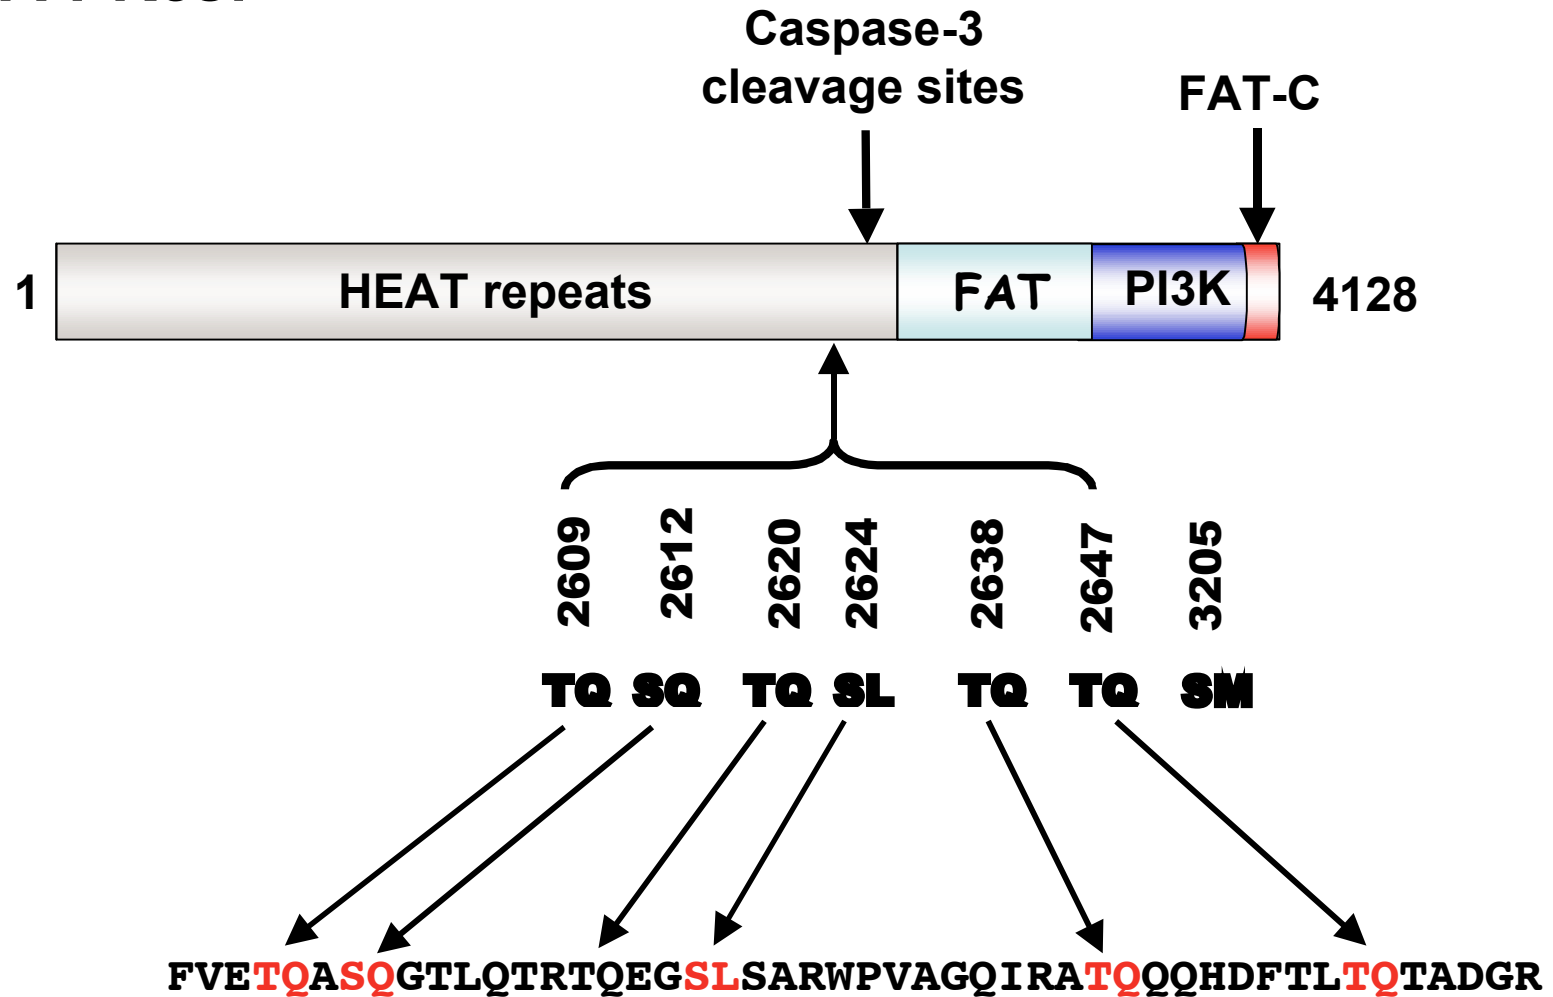 Caspase-3
cleavage sites
FAT-C
1 HEAT repeats FAT PI3K 4128
2609 2612 2620 2624 2638 2647 3205
TQ SQ TQ SL TQ TQ SM
FVETQASQGTLQTRTQEGSLSARWPVAGQIRATQQQHDFTLTQTADGR